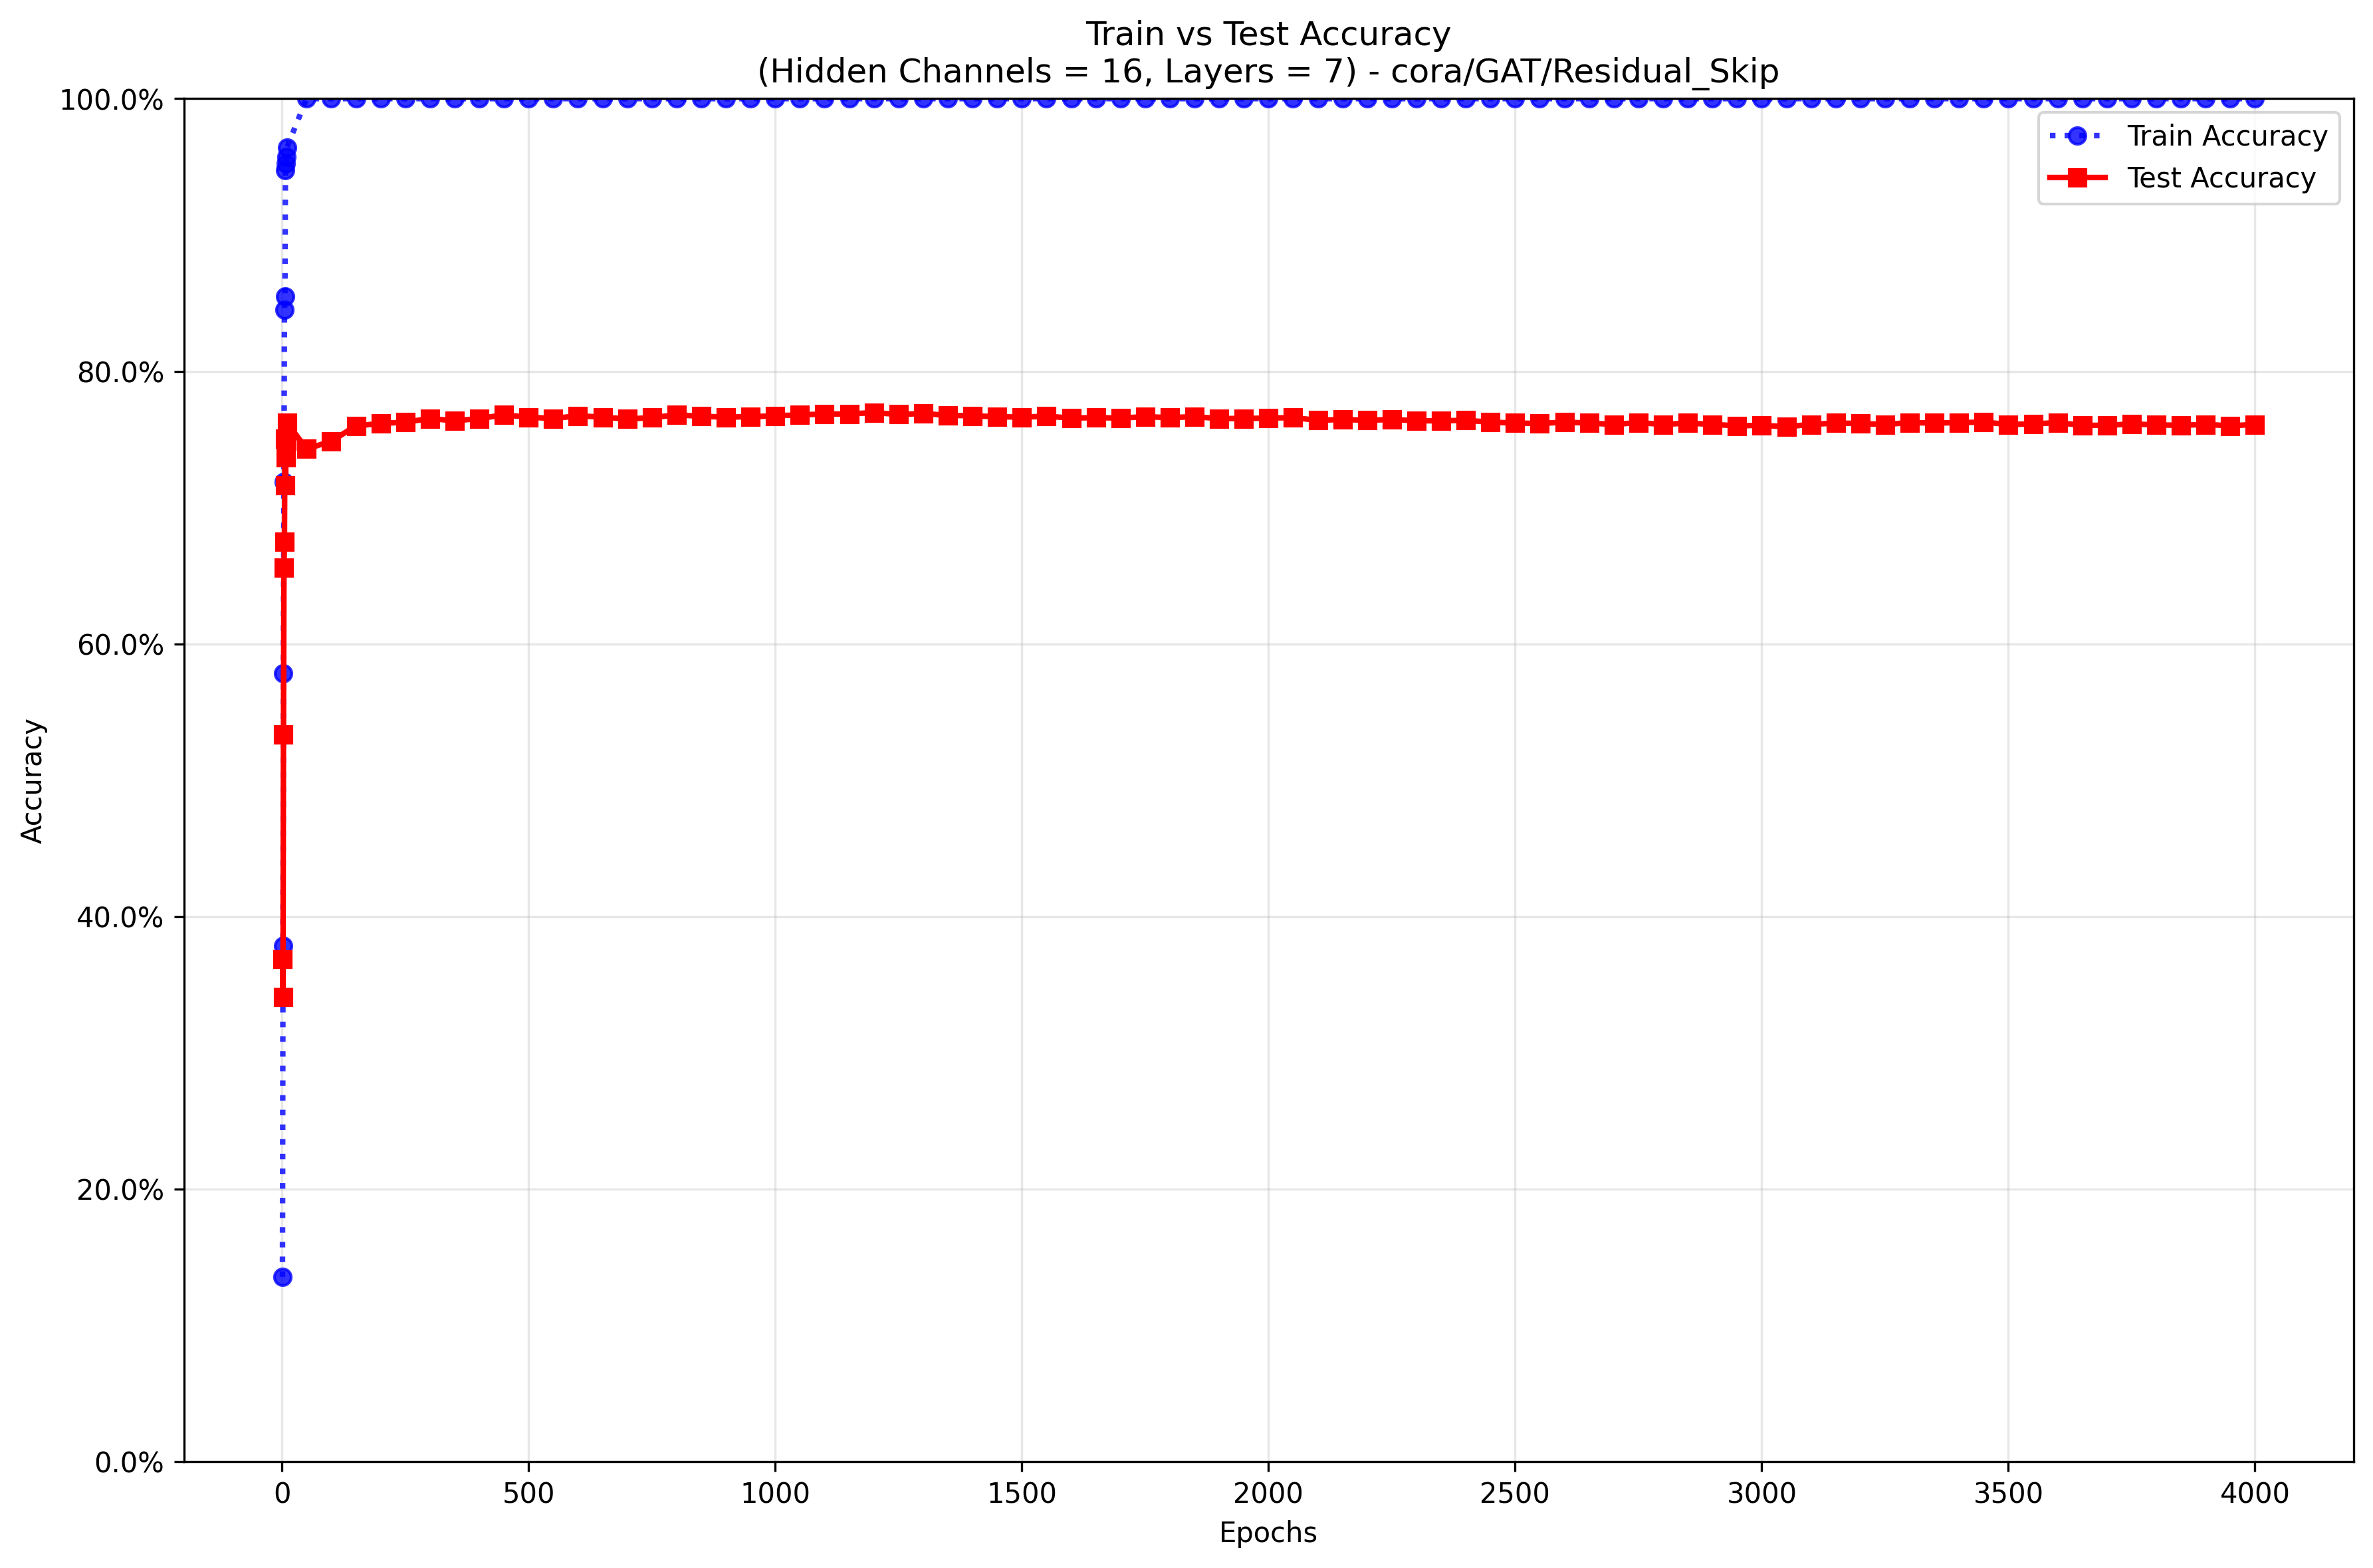 Train vs Test Accuracy
(Hidden Channels = 16, Layers = 7) - cora/GAT/Residual_Skip
100.0%
80.0%
60.0%
40.0%
20.0%
0.0%
Accuracy
Train Accuracy
Test Accuracy
0
500
1000
1500
2000
2500
3000
3500
4000
Epochs